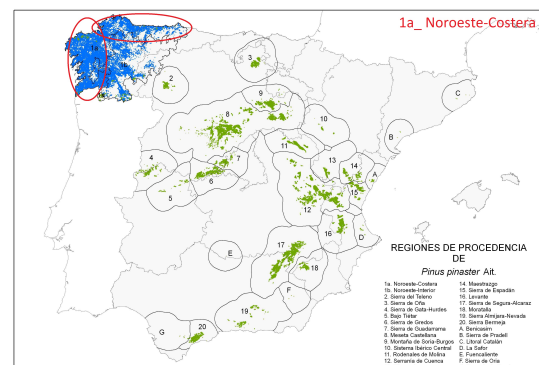 1a_ Noroeste-Costera
1a
1b
1a
2
3
C
9
8
10
B
11
7
4
13
14
A
6
5
15
12
16
D
E
17
18
F
19
G
20
REGIONES DE PROCEDENCIA
DE
Pinus pinaster Ait.
1a. Noroeste-Costera
1b. Noroeste-Interior
2. Sierra del Teleno
3. Sierra de Oña
4. Sierra de Gata-Hurdes
5. Bajo Tiétar
6. Sierra de Gredos
7. Sierra de Guadarrama
8. Meseta Castellana
9. Montaña de Soria-Burgos
10. Sistema Ibérico Central
11. Rodenales de Molina
12. Serranía de Cuenca
14. Maestrazgo
15. Sierra de Espadán
16. Levante
17. Sierra de Segura-Alcaraz
18. Moratalla
19. Sierra Almijara-Nevada
20. Sierra Bermeja
A. Benicasim
B. Sierra de Pradell
C. Litoral Catalán
D. La Safor
E. Fuencaliente
F. Sierra de Oria